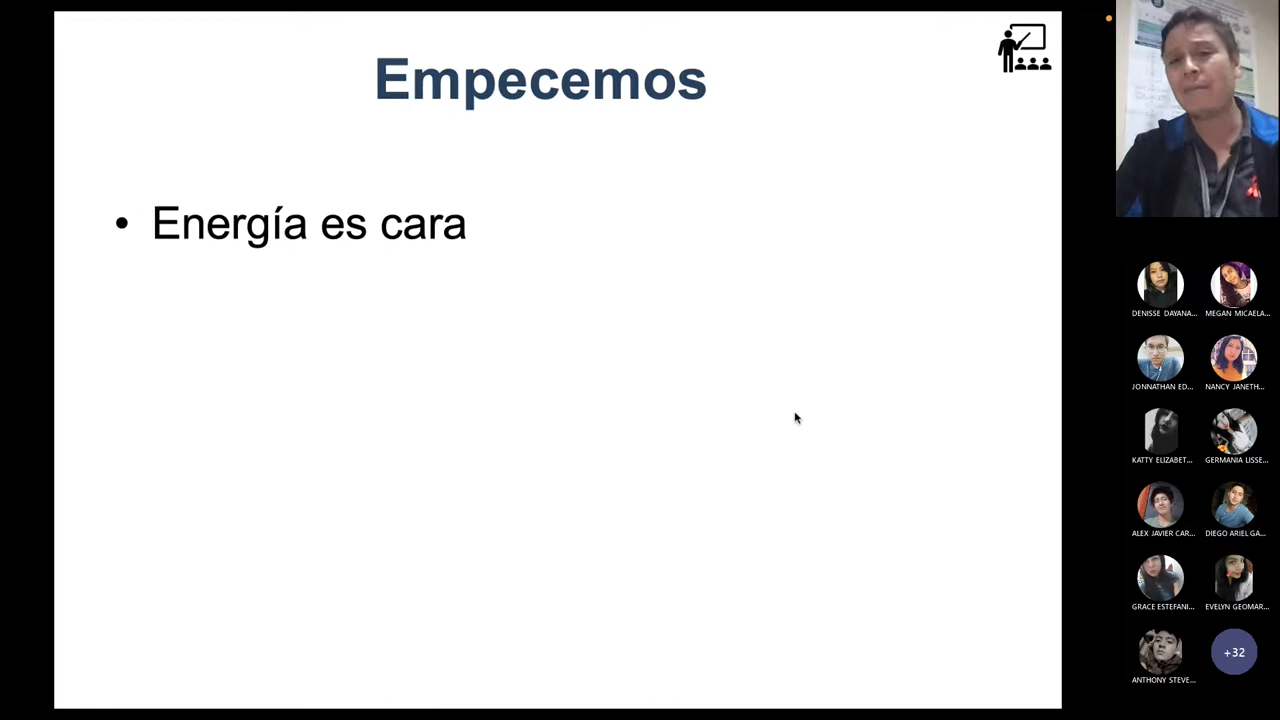 Empecemos
• Energía es cara
DENISSE DAYANA...
MEGAN MICAELA...
JONNATHAN ED...
NANCY JANETH...
KATTY ELIZABET...
GERMANIA LISSE...
ALEX JAVIER CAR...
DIEGO ARIEL GA...
GRACE ESTEFANI...
EVELYN GEOMAR...
ANTHONY STEVE...
+32